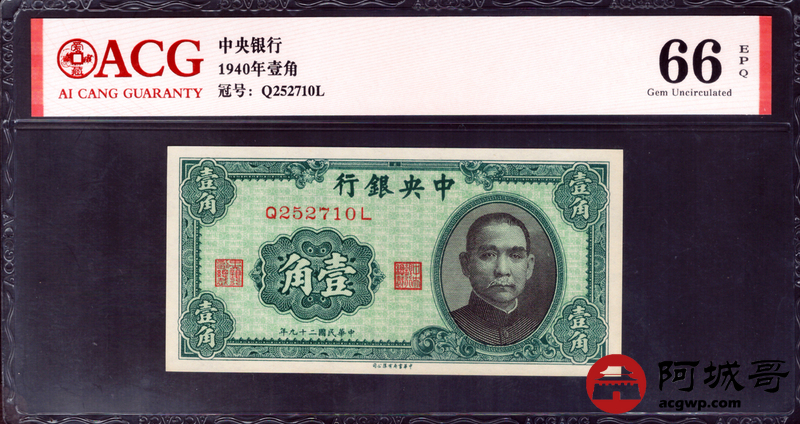 ACG
AI CANG GUARANTY
中央银行
1940年壹角
冠号：Q252710L
66
EPQ
Gem Uncirculated
壹角
壹角
行銀央中
Q252710L
角壹
年九十二國民華中
壹角
壹角
阿城哥
acgwp.com